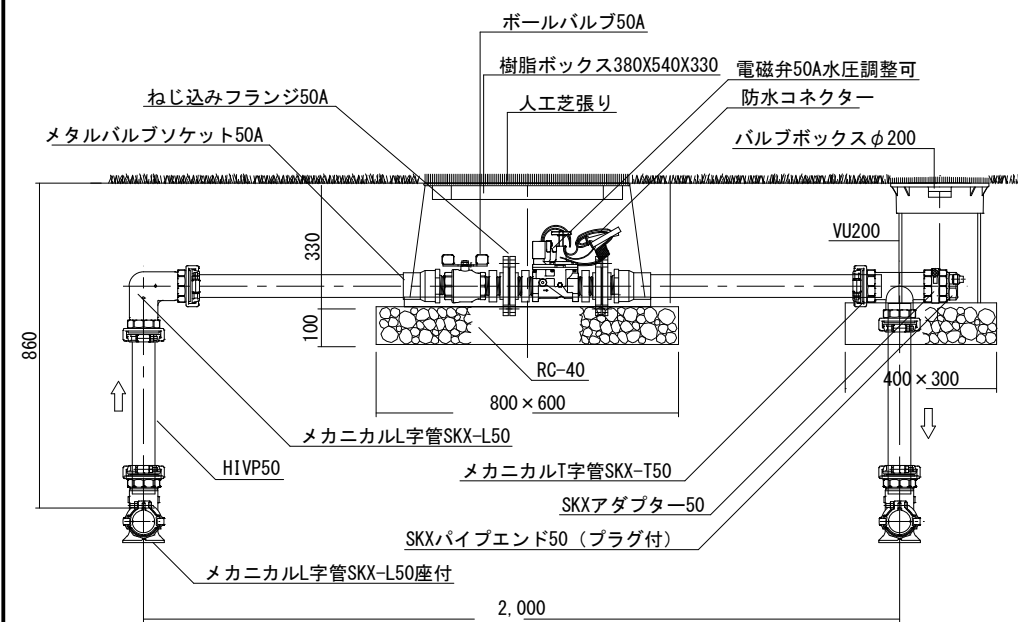 ボールバルブ50A
樹脂ボックス380X540X330
電磁弁50A水圧調整可
ねじ込みフランジ50A
人工芝張り
防水コネクター
メタルバルブソケット50A
バルブボックスφ200
330
VU200
860
100
RC-40
400×300
800×600
メカニカルL字管SKX-L50
HIVP50
メカニカルT字管SKX-T50
SKXアダプター50
SKXパイプエンド50（プラグ付）
メカニカルL字管SKX-L50座付
2,000